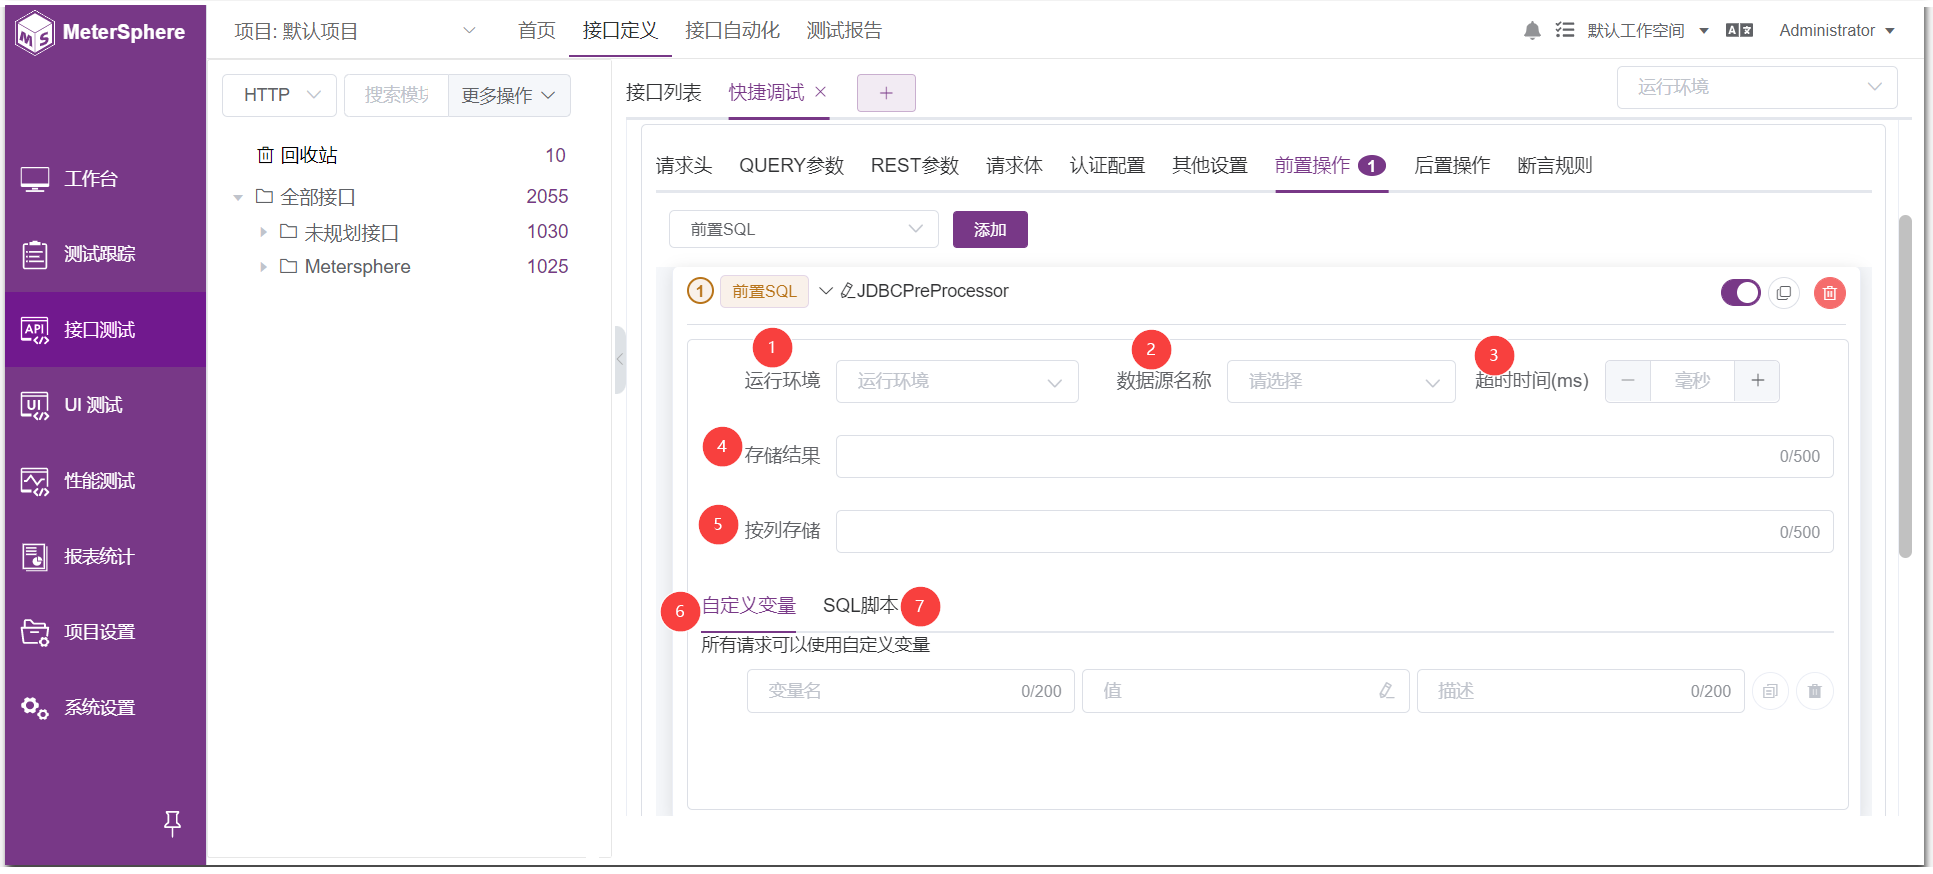 MS MeterSphere
项目: 默认项目
首页 接口定义 接口自动化 测试报告
默认工作空间
Administrator
工作台
测试跟踪
API 接口测试
UI UI 测试
性能测试
报表统计
项目设置
系统设置
HTTP 搜索模块 更多操作
回收站 10
全部接口 2055
未规划接口 1030
Metersphere 1025
接口列表 快捷调试 × +
运行环境
请求头 QUERY参数 REST参数 请求体 认证配置 其他设置 前置操作 1 后置操作 断言规则
前置SQL 添加
1 前置SQL JDBCPreProcessor
1 运行环境 运行环境
2 数据源名称 请选择
3 超时时间(ms) − 毫秒 +
4 存储结果 0/500
5 按列存储 0/500
6 自定义变量 SQL脚本 7
所有请求可以使用自定义变量
变量名 0/200 值 描述 0/200